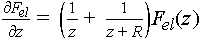 ∂F_el/∂z = (1/z + 1/(z + R)) F_el(z)